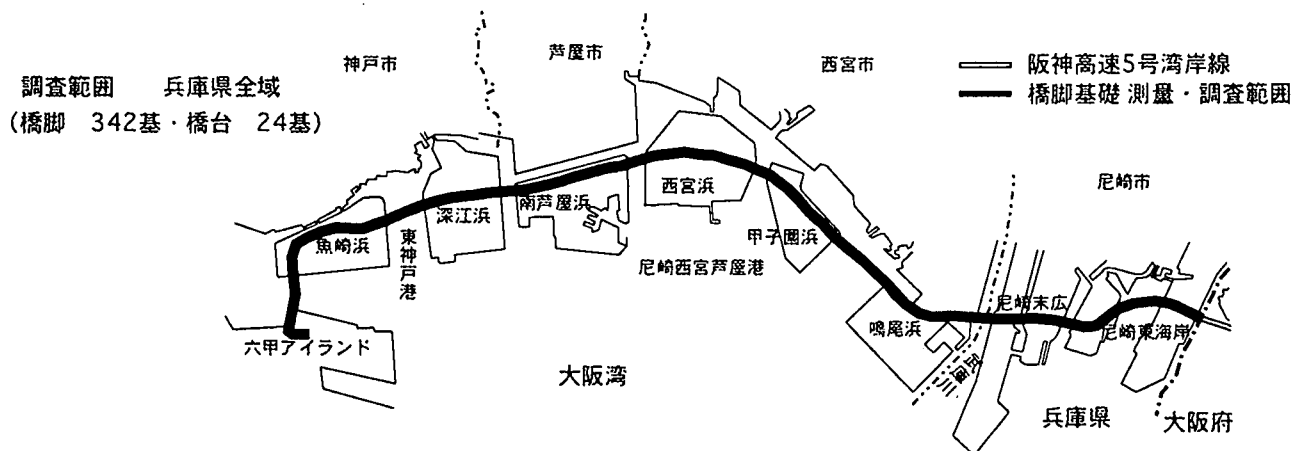 神戸市
芦屋市
西宮市
調査範囲 兵庫県全域
(橋脚 342基・橋台 24基)
阪神高速5号湾岸線
橋脚基礎 測量・調査範囲
尼崎市
魚崎浜
東神戸港
深江浜
南芦屋浜
西宮浜
甲子園浜
尼崎西宮芦屋港
鳴尾浜
武庫川
尼崎末広
尼崎東海岸
六甲アイランド
大阪湾
兵庫県
大阪府